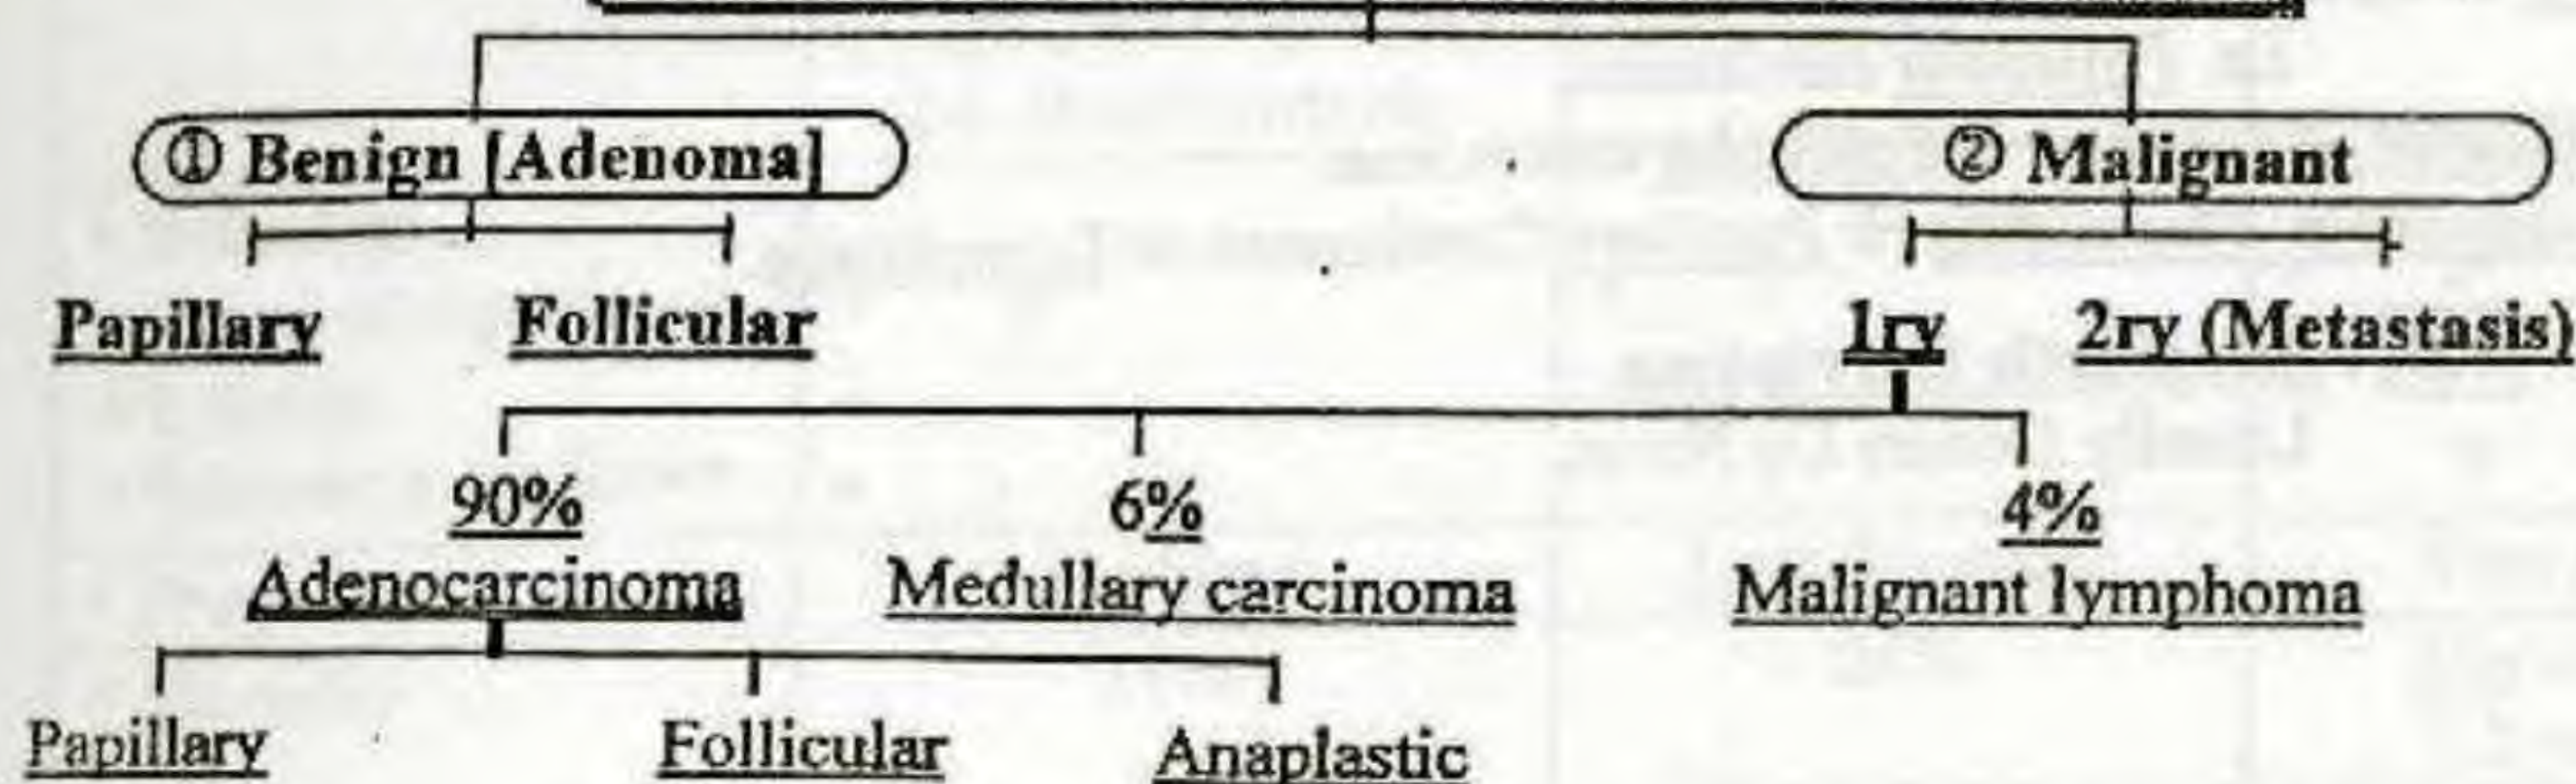 ① Benign [Adenoma]
② Malignant
Papillary
Follicular
1ry
2ry (Metastasis)
90%
6%
4%
Adenocarcinoma
Medullary carcinoma
Malignant lymphoma
Papillary
Follicular
Anaplastic